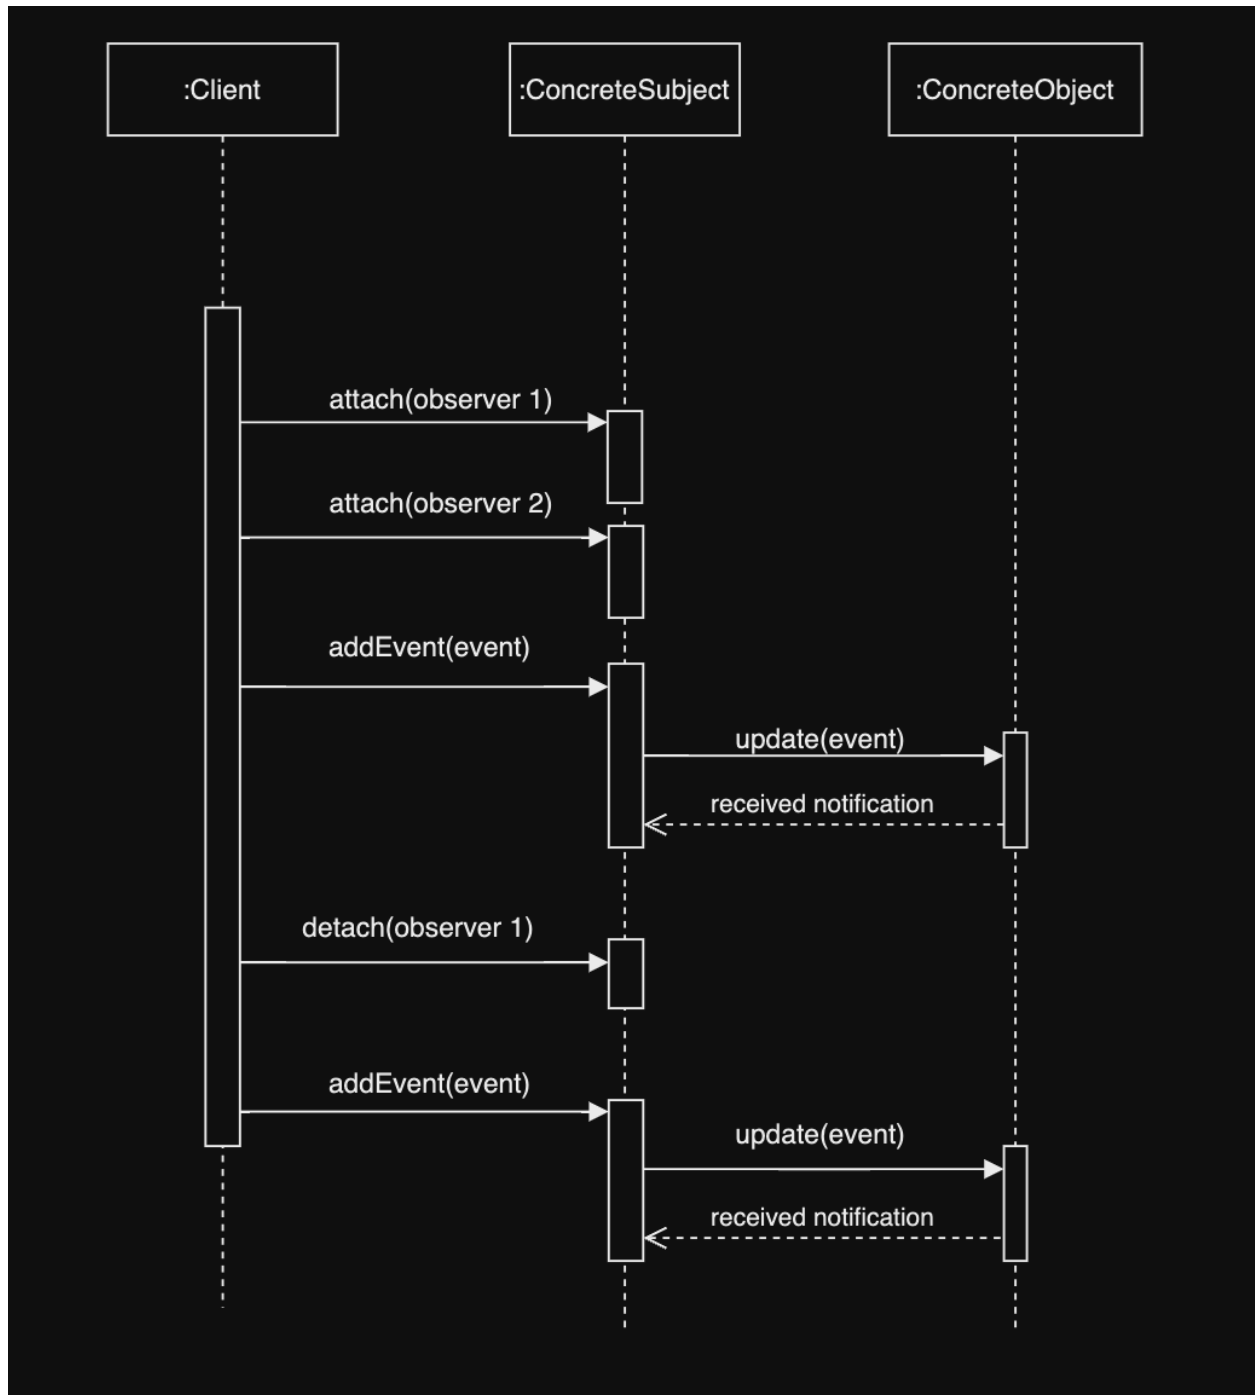 :Client
:ConcreteSubject
:ConcreteObject
attach(observer 1)
attach(observer 2)
addEvent(event)
update(event)
received notification
detach(observer 1)
addEvent(event)
update(event)
received notification